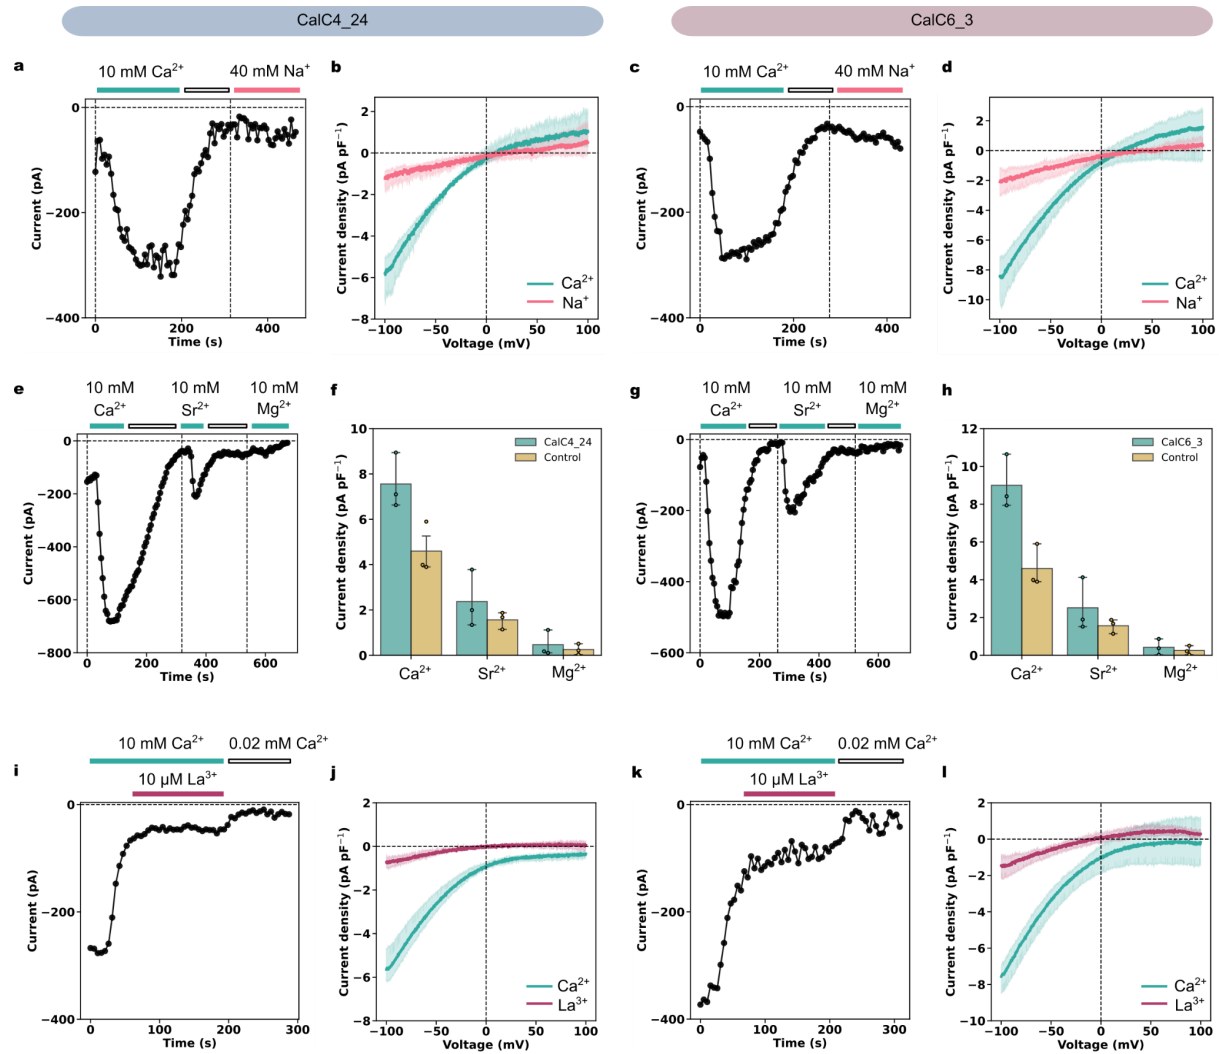 CalC4_24
CalC6_3
a
10 mM Ca²⁺
40 mM Na⁺
0
−200
−400
Current (pA)
0
200
400
Time (s)
b
2
0
−2
−4
−6
−8
Current density (pA pF⁻¹)
Ca²⁺
Na⁺
−100
−50
0
50
100
Voltage (mV)
c
10 mM Ca²⁺
40 mM Na⁺
0
−200
−400
Current (pA)
0
200
400
Time (s)
d
2
0
−2
−4
−6
−8
−10
Current density (pA pF⁻¹)
Ca²⁺
Na⁺
−100
−50
0
50
100
Voltage (mV)
e
10 mM
10 mM
10 mM
Ca²⁺
Sr²⁺
Mg²⁺
0
−200
−400
−600
−800
Current (pA)
0
200
400
600
Time (s)
f
10
8
6
4
2
0
Current density (pA pF⁻¹)
CalC4_24
Control
Ca²⁺
Sr²⁺
Mg²⁺
g
10 mM
10 mM
10 mM
Ca²⁺
Sr²⁺
Mg²⁺
0
−200
−400
−600
Current (pA)
0
200
400
600
Time (s)
h
12
10
8
6
4
2
0
Current density (pA pF⁻¹)
CalC6_3
Control
Ca²⁺
Sr²⁺
Mg²⁺
i
10 mM Ca²⁺
0.02 mM Ca²⁺
10 µM La³⁺
0
−200
−400
Current (pA)
0
100
200
300
Time (s)
j
2
0
−2
−4
−6
−8
Current density (pA pF⁻¹)
Ca²⁺
La³⁺
−100
−50
0
50
100
Voltage (mV)
k
10 mM Ca²⁺
0.02 mM Ca²⁺
10 µM La³⁺
0
−200
−400
Current (pA)
0
100
200
300
Time (s)
l
2
0
−2
−4
−6
−8
−10
Current density (pA pF⁻¹)
Ca²⁺
La³⁺
−100
−50
0
50
100
Voltage (mV)